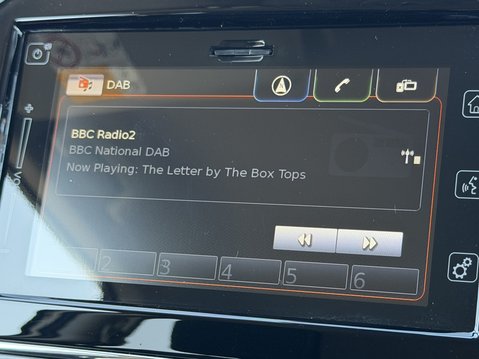 DAB
BBC Radio2
BBC National DAB
Now Playing: The Letter by The Box Tops
2 3 4 5 6
VO